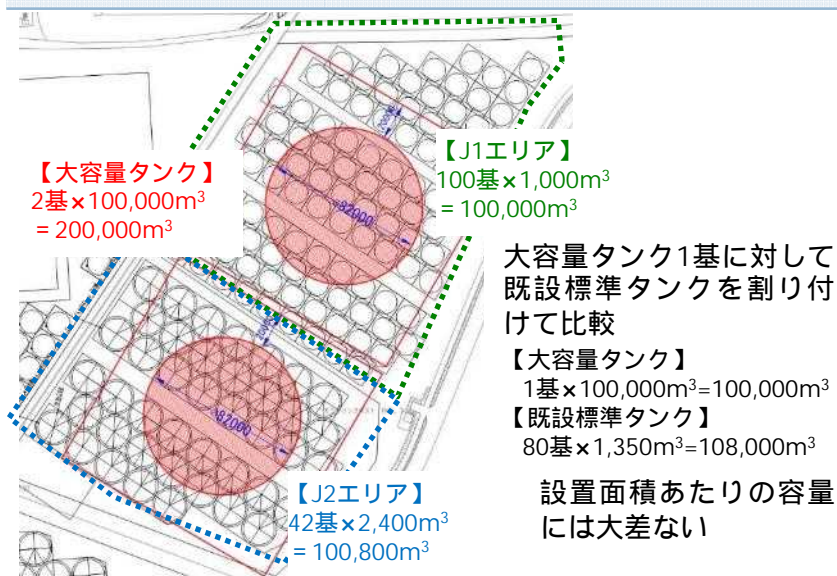 【大容量タンク】
2基×100,000m³
=200,000m³
【J1エリア】
100基×1,000m³
=100,000m³
82000
20000
大容量タンク1基に対して
既設標準タンクを割り付
けて比較
【大容量タンク】
1基×100,000m³=100,000m³
【既設標準タンク】
80基×1,350m³=108,000m³
設置面積あたりの容量
には大差ない
20000
82000
【J2エリア】
42基×2,400m³
=100,800m³